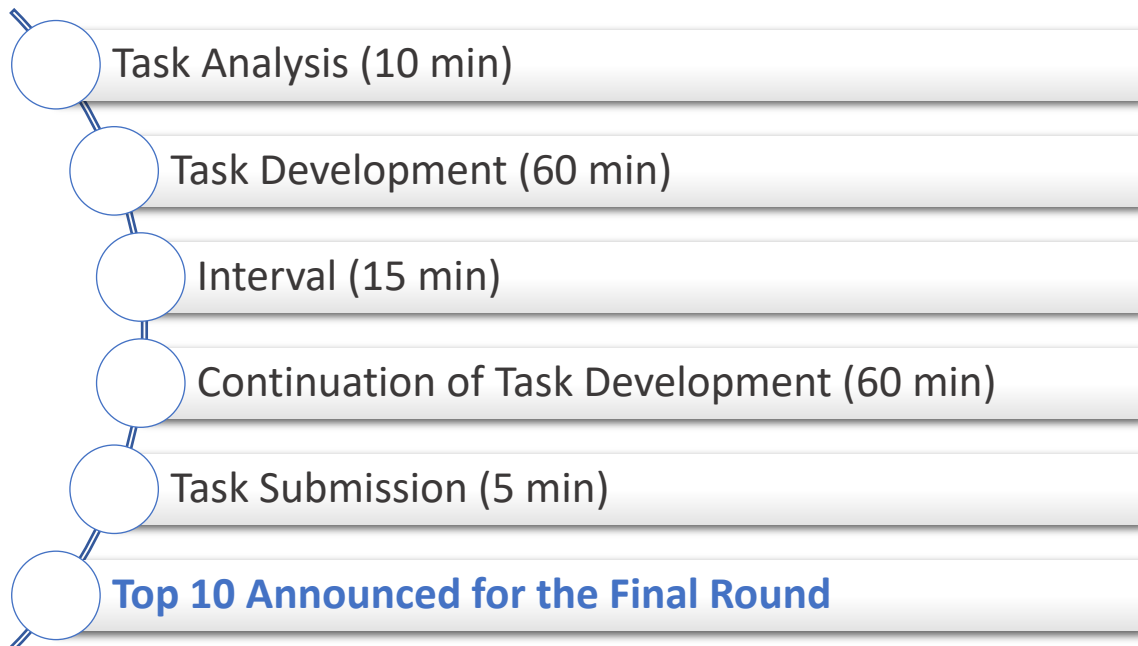 Task Analysis (10 min)
Task Development (60 min)
Interval (15 min)
Continuation of Task Development (60 min)
Task Submission (5 min)
Top 10 Announced for the Final Round